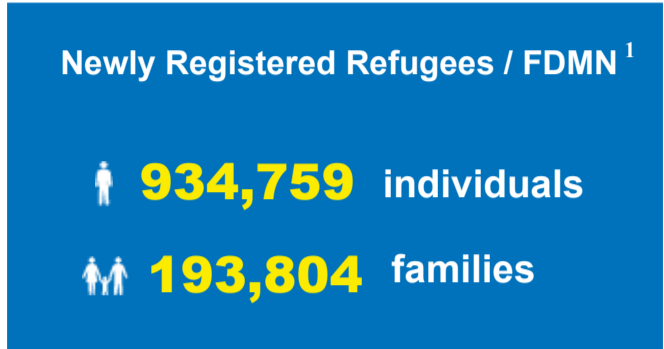 Newly Registered Refugees / FDMN 1
934,759 individuals
193,804 families